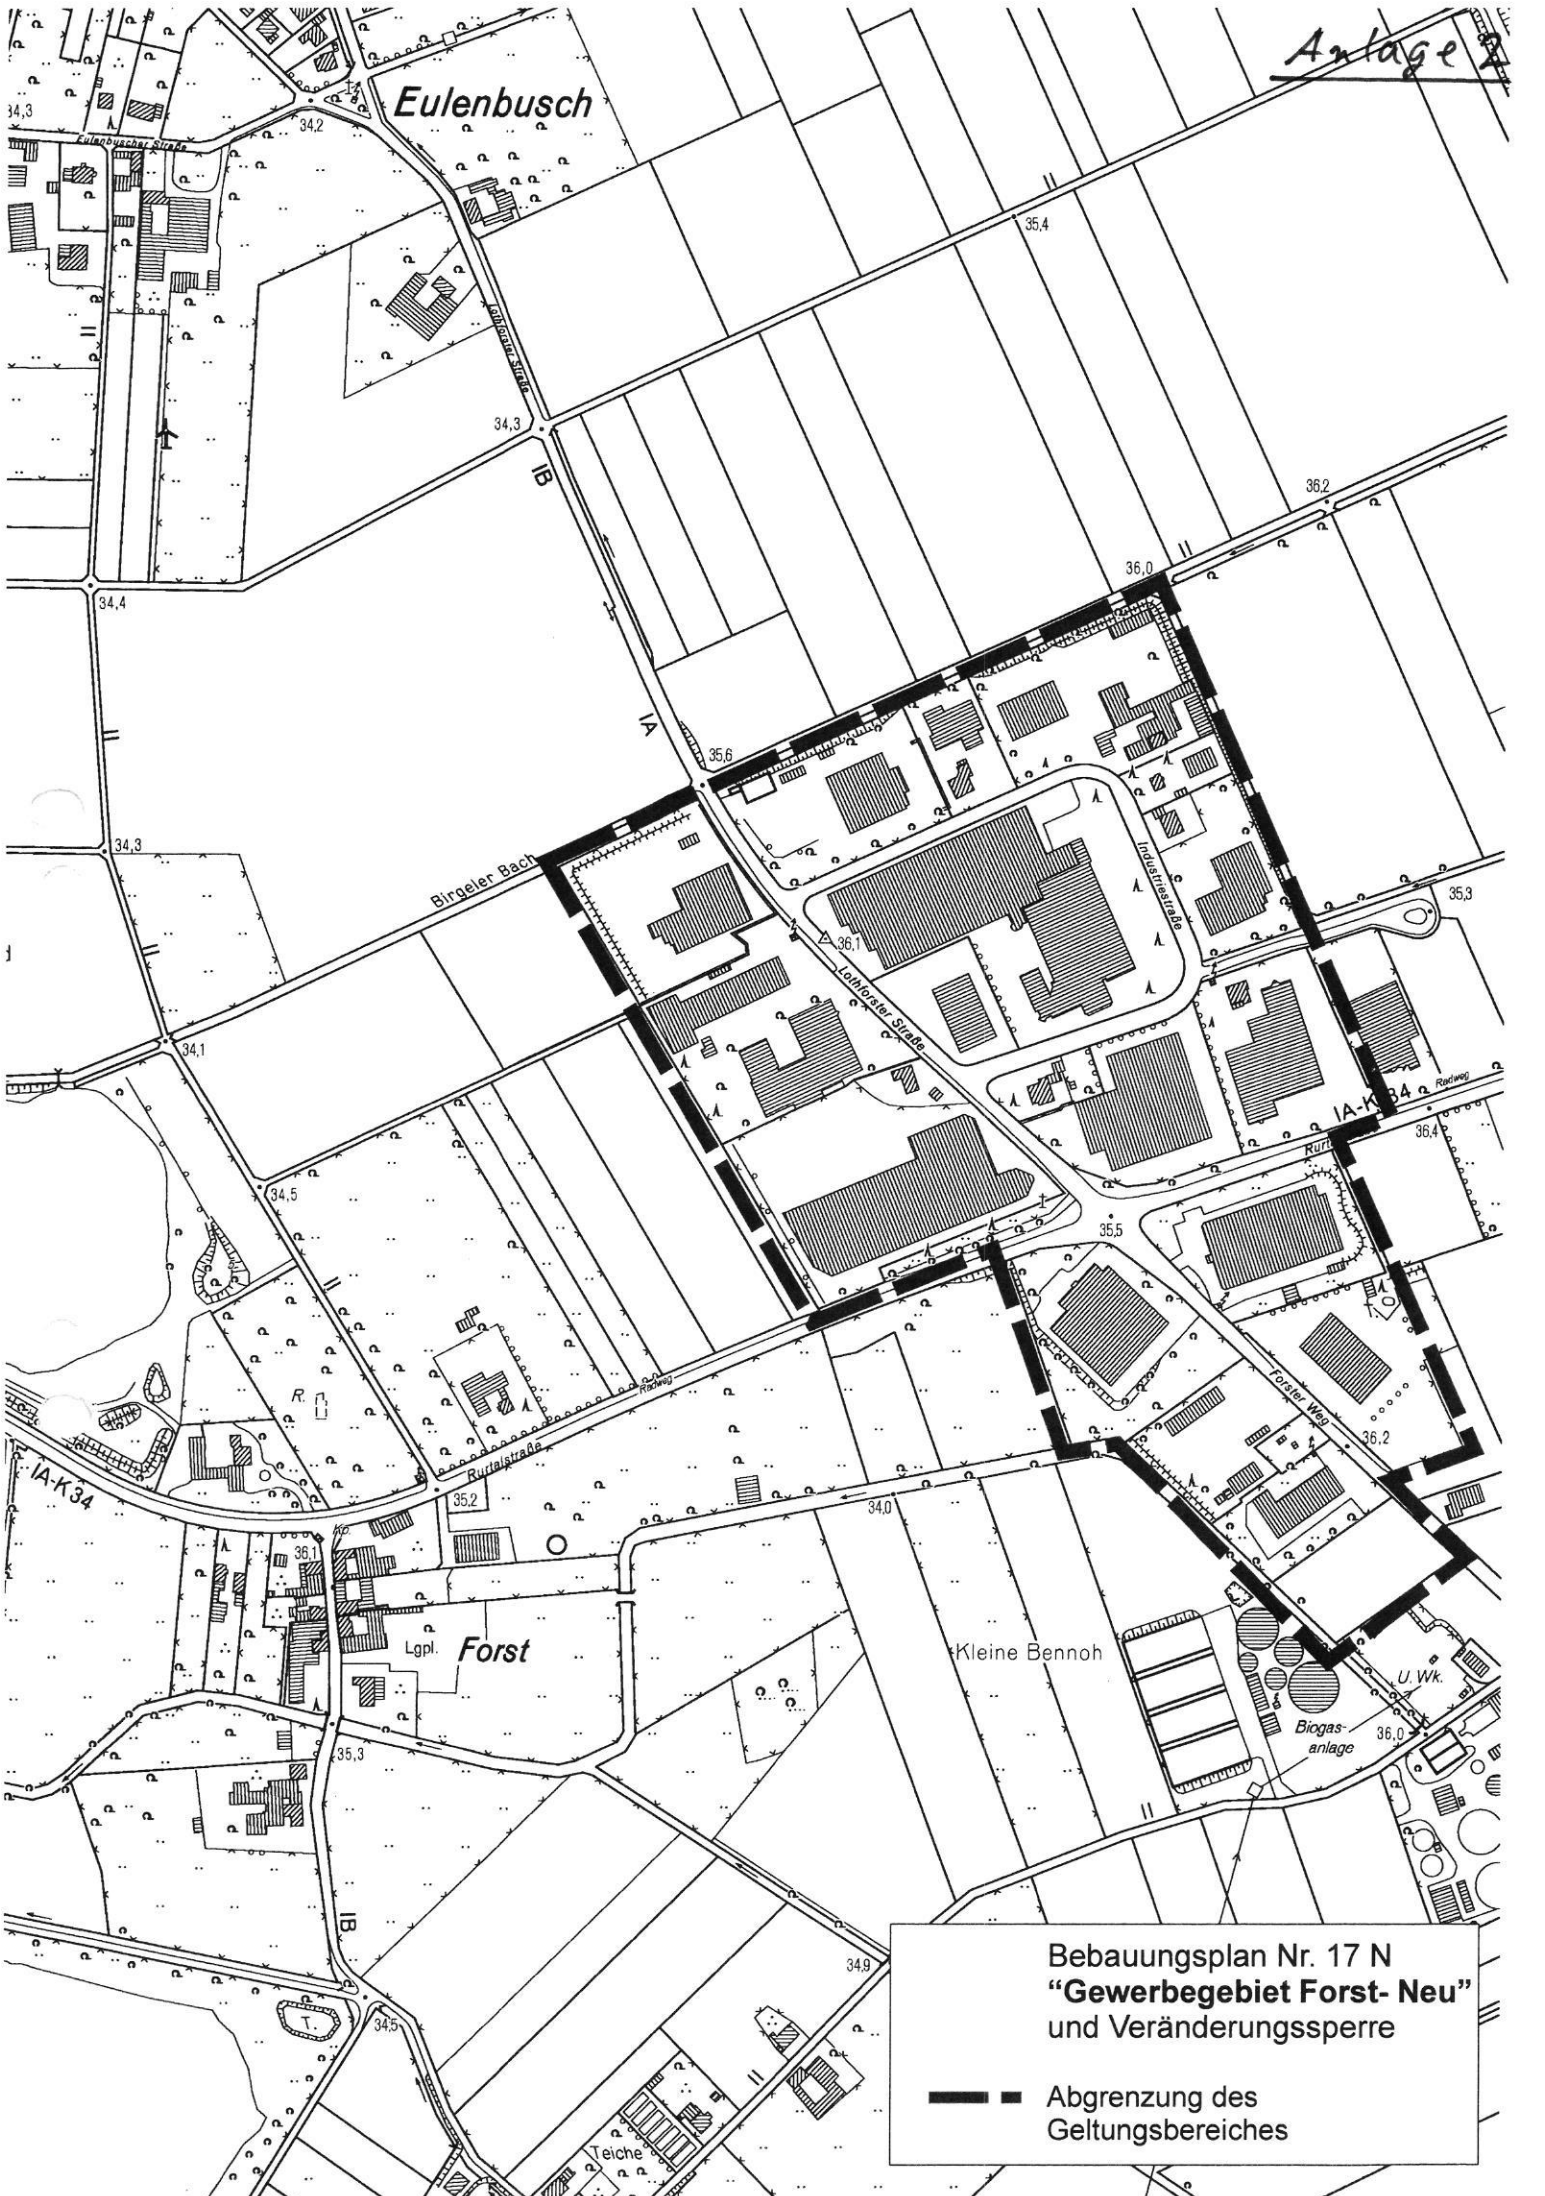 Anlage 2
Eulenbusch
34,3
34,2
Eulenbuscher Straße
35,4
Lothforster Straße
34,3
IB
36,2
36,0
34,4
IA
35,6
34,3
Birgeler Bach
Industriestraße
35,3
36,1
Lothforster Straße
34,1
Radweg
IA-K 34
36,4
Rurt
34,5
35,5
R.
Radweg
Forster Weg
36,2
Rurtalstraße
IA-K 34
35,2
34,0
Kp.
36,1
Lgpl.
Forst
Kleine Bennoh
U. Wk.
Biogas-
anlage
36,0
35,3
IB
34,9
T.
34,5
Teiche
Bebauungsplan Nr. 17 N
“Gewerbegebiet Forst- Neu”
und Veränderungssperre
Abgrenzung des
Geltungsbereiches